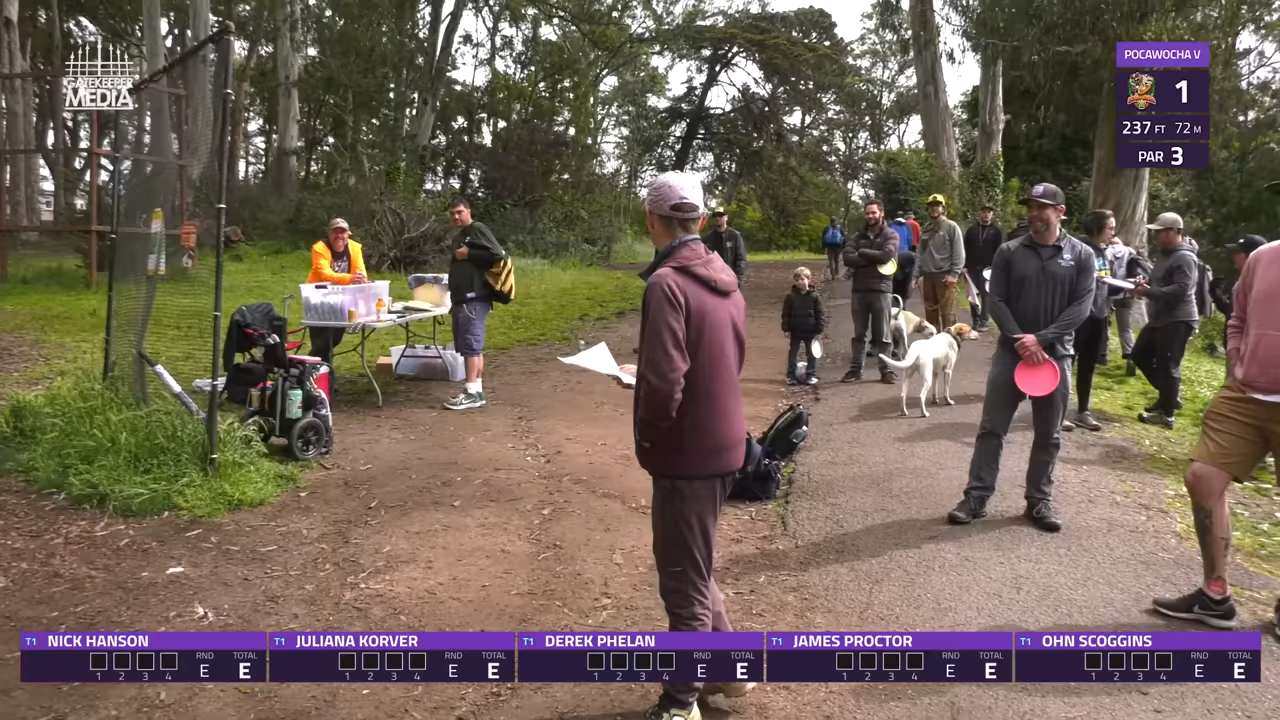 GATEKEEPER
MEDIA
POCAWOCHA V
1
237 FT 72 M
PAR 3
T1 NICK HANSON
RND TOTAL
1 2 3 4 E E
T1 JULIANA KORVER
RND TOTAL
1 2 3 4 E E
T1 DEREK PHELAN
RND TOTAL
1 2 3 4 E E
T1 JAMES PROCTOR
RND TOTAL
1 2 3 4 E E
T1 OHN SCOGGINS
RND TOTAL
1 2 3 4 E E